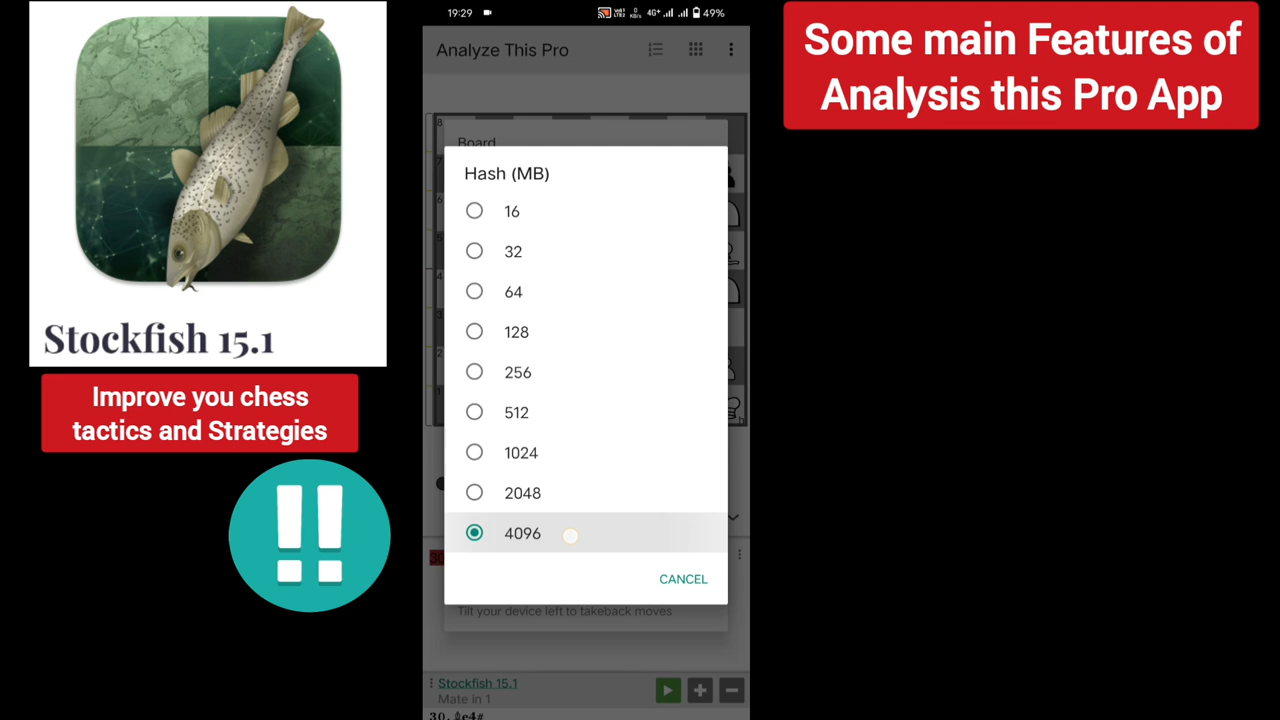 Stockfish 15.1
Improve you chess
tactics and Strategies
19:29
4G+
49%
Analyze This Pro
Board
Hash (MB)
16
32
64
128
256
512
1024
2048
4096
CANCEL
Tilt your device left to takeback moves
Stockfish 15.1
Mate in 1
Some main Features of
Analysis this Pro App